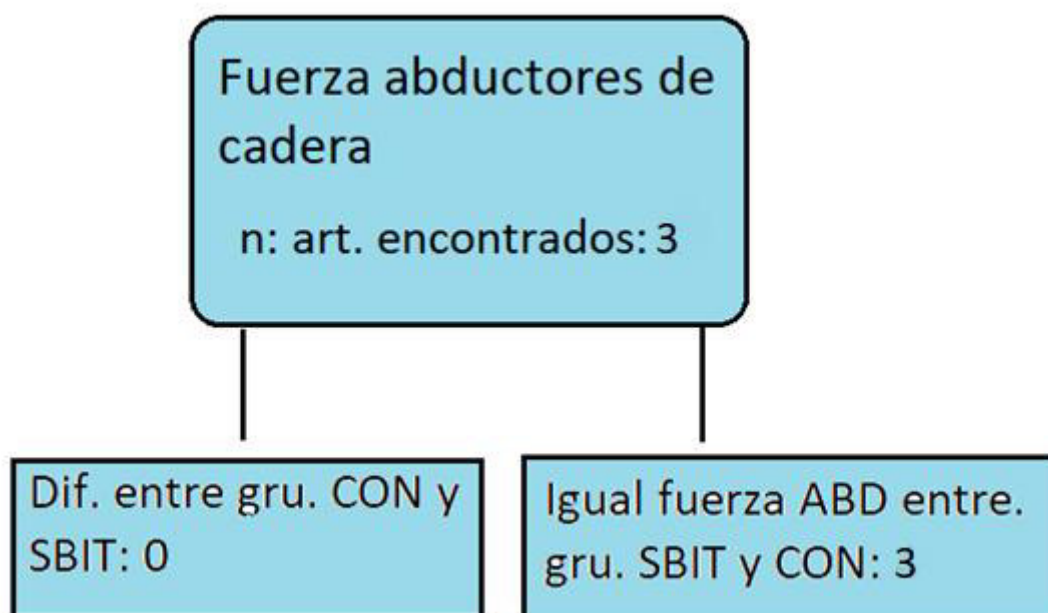 Fuerza abductores de
cadera
n: art. encontrados: 3
Dif. entre gru. CON y
SBIT: 0
Igual fuerza ABD entre.
gru. SBIT y CON: 3